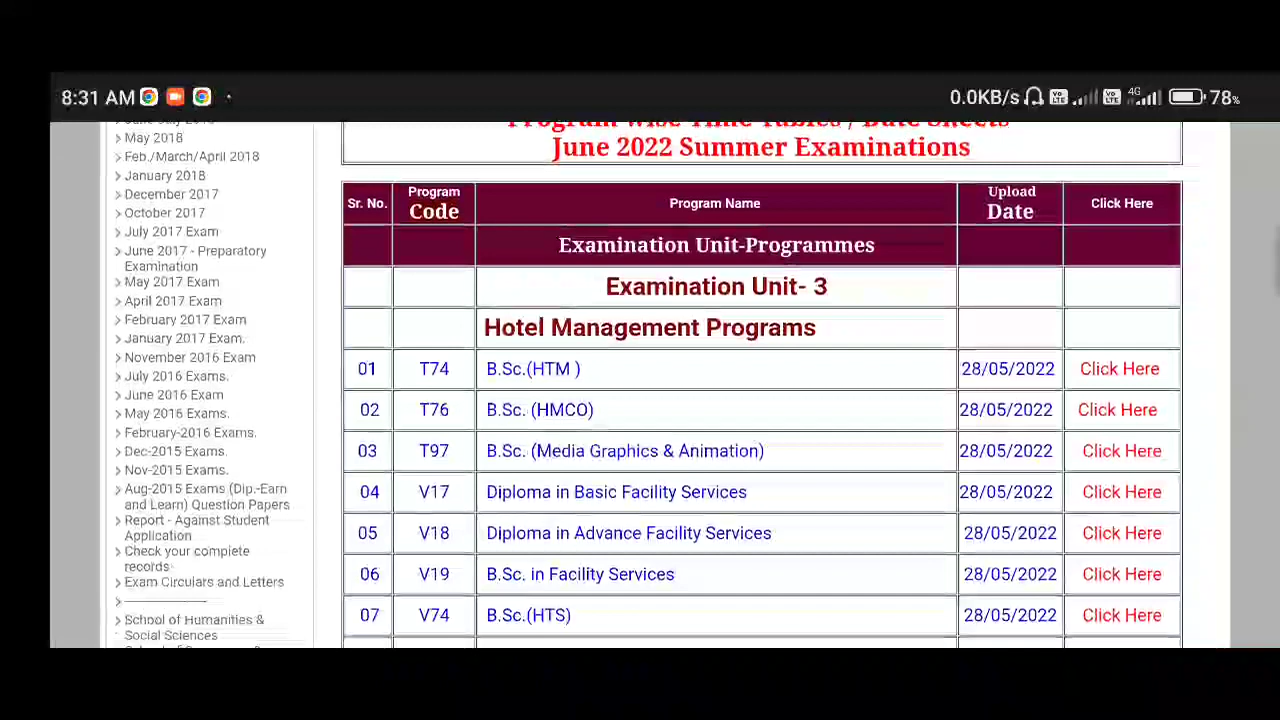 8:31 AM
0.0KB/s
4G
78%
May 2018
Feb./March/April 2018
January 2018
December 2017
October 2017
July 2017 Exam
June 2017 - Preparatory
Examination
May 2017 Exam
April 2017 Exam
February 2017 Exam
January 2017 Exam.
November 2016 Exam
July 2016 Exams.
June 2016 Exam
May 2016 Exams.
February-2016 Exams.
Dec-2015 Exams.
Nov-2015 Exams.
Aug-2015 Exams (Dip.-Earn
and Learn) Question Papers
Report - Against Student
Application
Check your complete
records-
Exam Circulars and Letters
School of Humanities &
Social Sciences
Program wise Time Tables / Date Sheets
June 2022 Summer Examinations
Sr. No. Program Code Program Name Upload Date Click Here
Examination Unit-Programmes
Examination Unit- 3
Hotel Management Programs
01 T74 B.Sc.(HTM ) 28/05/2022 Click Here
02 T76 B.Sc. (HMCO) 28/05/2022 Click Here
03 T97 B.Sc. (Media Graphics & Animation) 28/05/2022 Click Here
04 V17 Diploma in Basic Facility Services 28/05/2022 Click Here
05 V18 Diploma in Advance Facility Services 28/05/2022 Click Here
06 V19 B.Sc. in Facility Services 28/05/2022 Click Here
07 V74 B.Sc.(HTS) 28/05/2022 Click Here